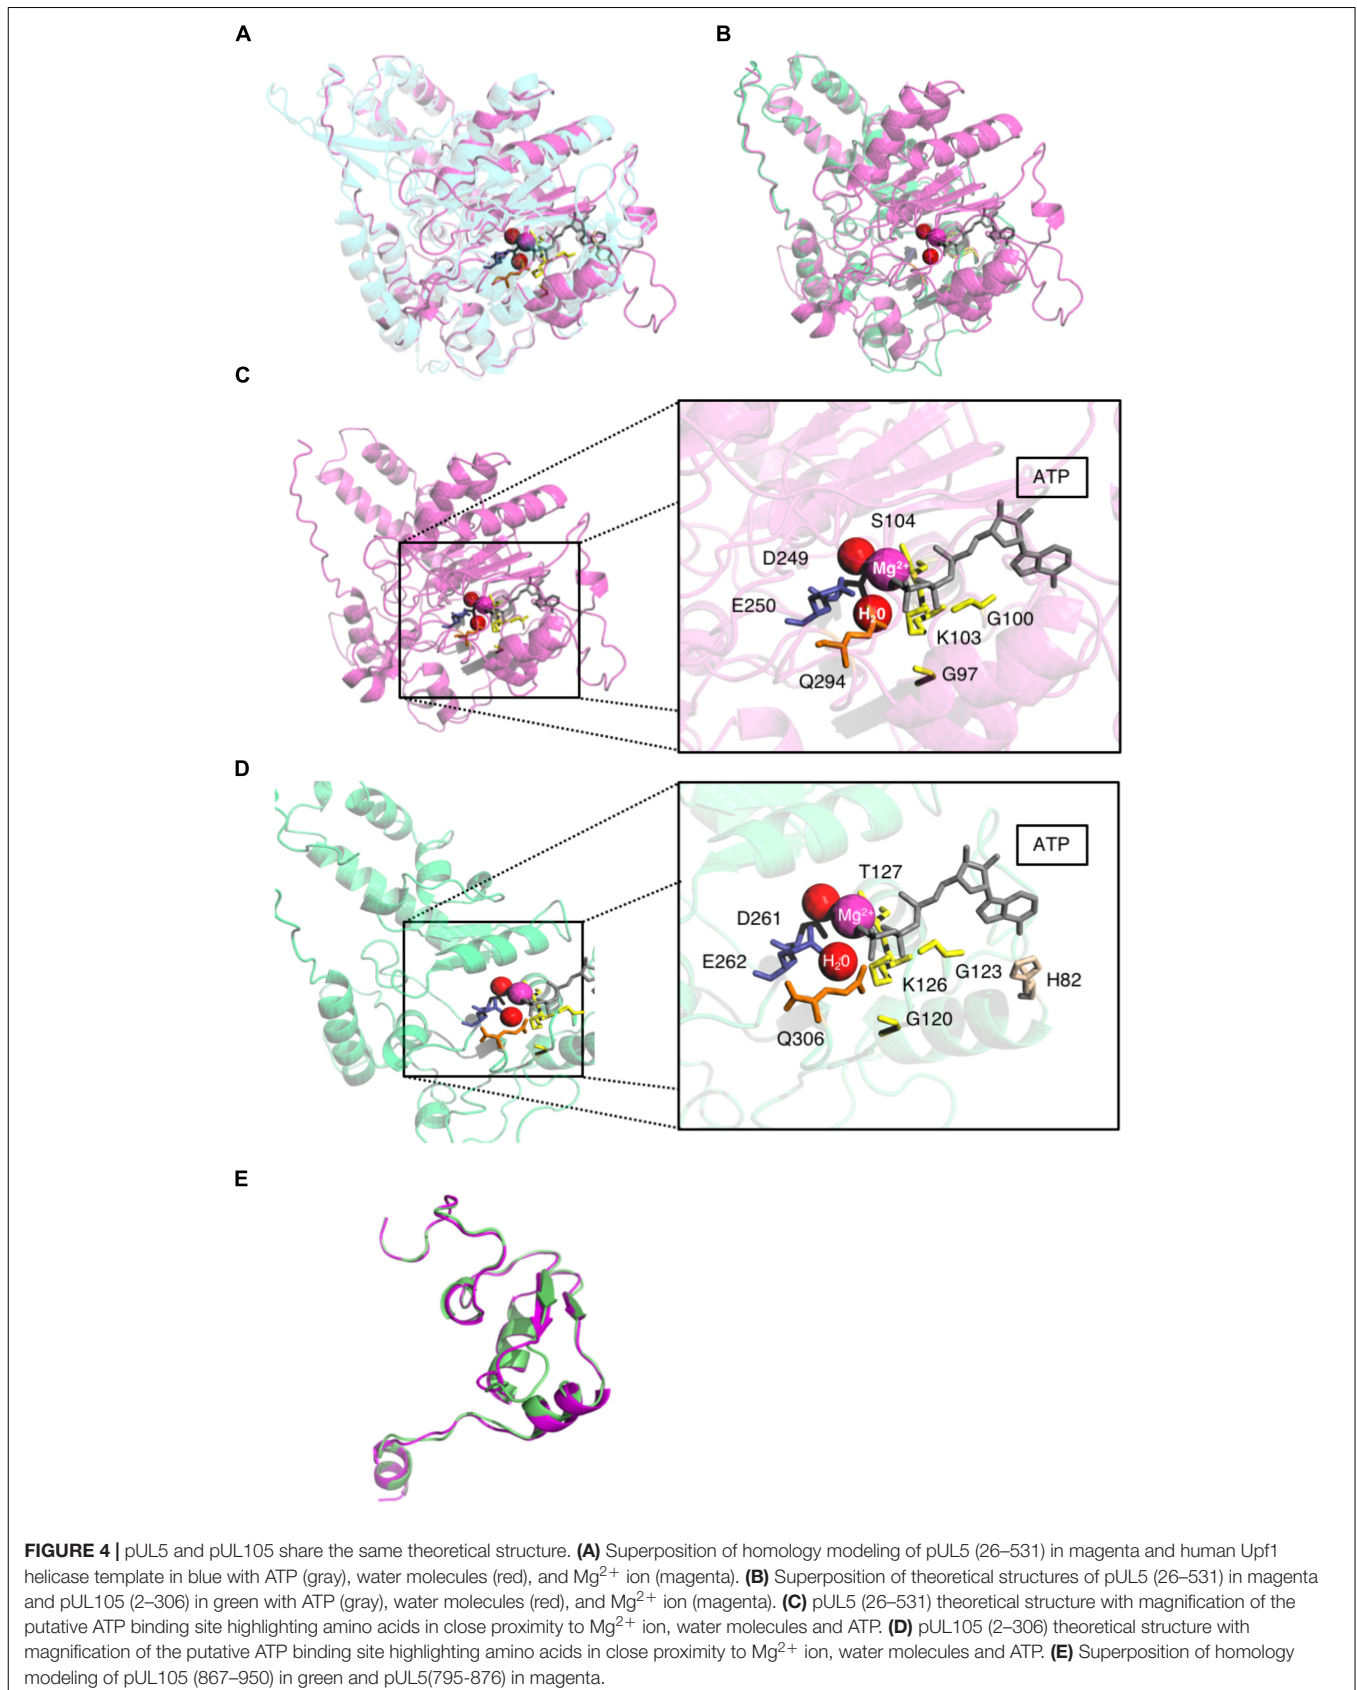 A
B
C
ATP
S104
D249
Mg²⁺
E250
H₂0
G100
K103
Q294
G97
D
ATP
T127
D261
Mg²⁺
E262
H₂0
G123
H82
K126
G120
Q306
E
FIGURE 4 | pUL5 and pUL105 share the same theoretical structure. (A) Superposition of homology modeling of pUL5 (26–531) in magenta and human Upf1
helicase template in blue with ATP (gray), water molecules (red), and Mg²⁺ ion (magenta). (B) Superposition of theoretical structures of pUL5 (26–531) in magenta
and pUL105 (2–306) in green with ATP (gray), water molecules (red), and Mg²⁺ ion (magenta). (C) pUL5 (26–531) theoretical structure with magnification of the
putative ATP binding site highlighting amino acids in close proximity to Mg²⁺ ion, water molecules and ATP. (D) pUL105 (2–306) theoretical structure with
magnification of the putative ATP binding site highlighting amino acids in close proximity to Mg²⁺ ion, water molecules and ATP. (E) Superposition of homology
modeling of pUL105 (867–950) in green and pUL5(795-876) in magenta.